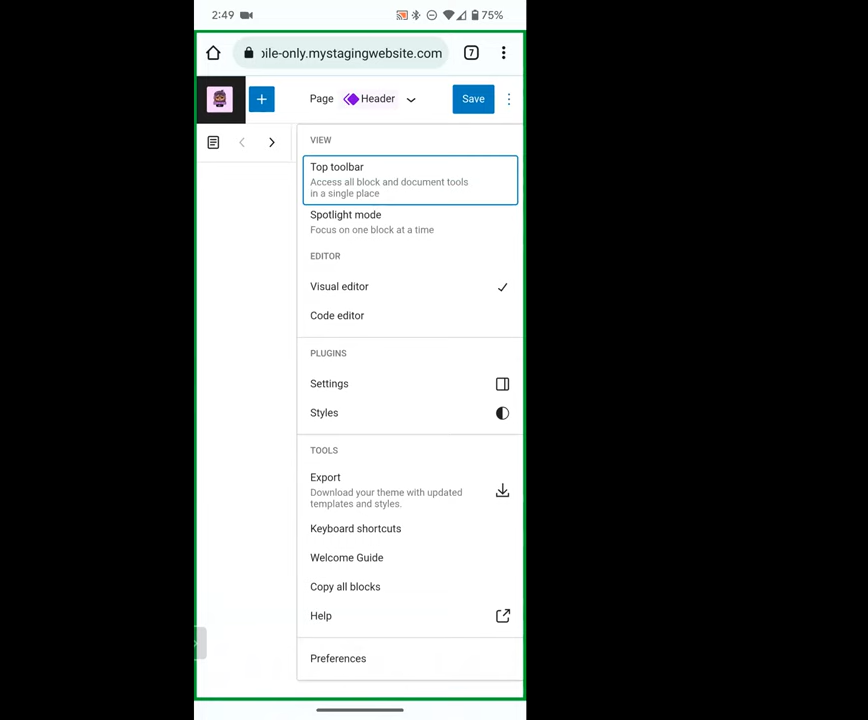 2:49
75%
bile-only.mystagingwebsite.com
7
Page
Header
Save
VIEW
Top toolbar
Access all block and document tools
in a single place
Spotlight mode
Focus on one block at a time
EDITOR
Visual editor
Code editor
PLUGINS
Settings
Styles
TOOLS
Export
Download your theme with updated
templates and styles.
Keyboard shortcuts
Welcome Guide
Copy all blocks
Help
Preferences